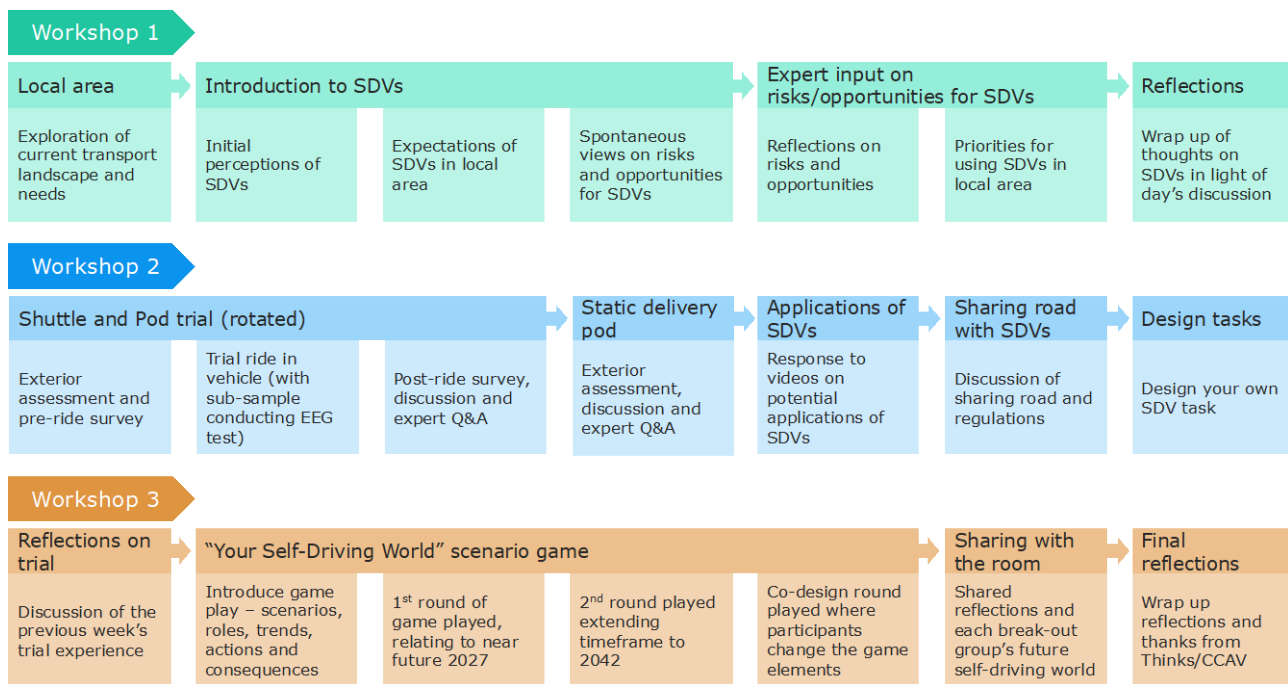 Workshop 1
Local area
Introduction to SDVs
Expert input on
risks/opportunities for SDVs
Reflections
Exploration of
current transport
landscape and
needs
Initial
perceptions of
SDVs
Expectations of
SDVs in local
area
Spontaneous
views on risks
and opportunities
for SDVs
Reflections on
risks and
opportunities
Priorities for
using SDVs in
local area
Wrap up of
thoughts on
SDVs in light of
day’s discussion
Workshop 2
Shuttle and Pod trial (rotated)
Static delivery
pod
Applications of
SDVs
Sharing road
with SDVs
Design tasks
Exterior
assessment and
pre-ride survey
Trial ride in
vehicle (with
sub-sample
conducting EEG
test)
Post-ride survey,
discussion and
expert Q&A
Exterior
assessment,
discussion and
expert Q&A
Response to
videos on
potential
applications of
SDVs
Discussion of
sharing road and
regulations
Design your own
SDV task
Workshop 3
Reflections on
trial
“Your Self-Driving World” scenario game
Sharing with
the room
Final
reflections
Discussion of the
previous week’s
trial experience
Introduce game
play – scenarios,
roles, trends,
actions and
consequences
1st round of
game played,
relating to near
future 2027
2nd round played
extending
timeframe to
2042
Co-design round
played where
participants
change the game
elements
Shared
reflections and
each break-out
group’s future
self-driving world
Wrap up
reflections and
thanks from
Thinks/CCAV